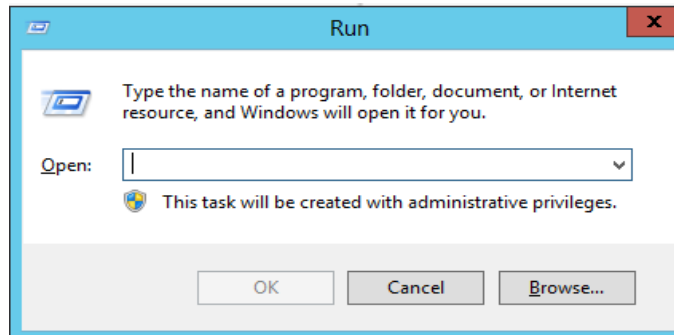 Run
x
Type the name of a program, folder, document, or Internet
resource, and Windows will open it for you.
Open:
This task will be created with administrative privileges.
OK Cancel Browse...